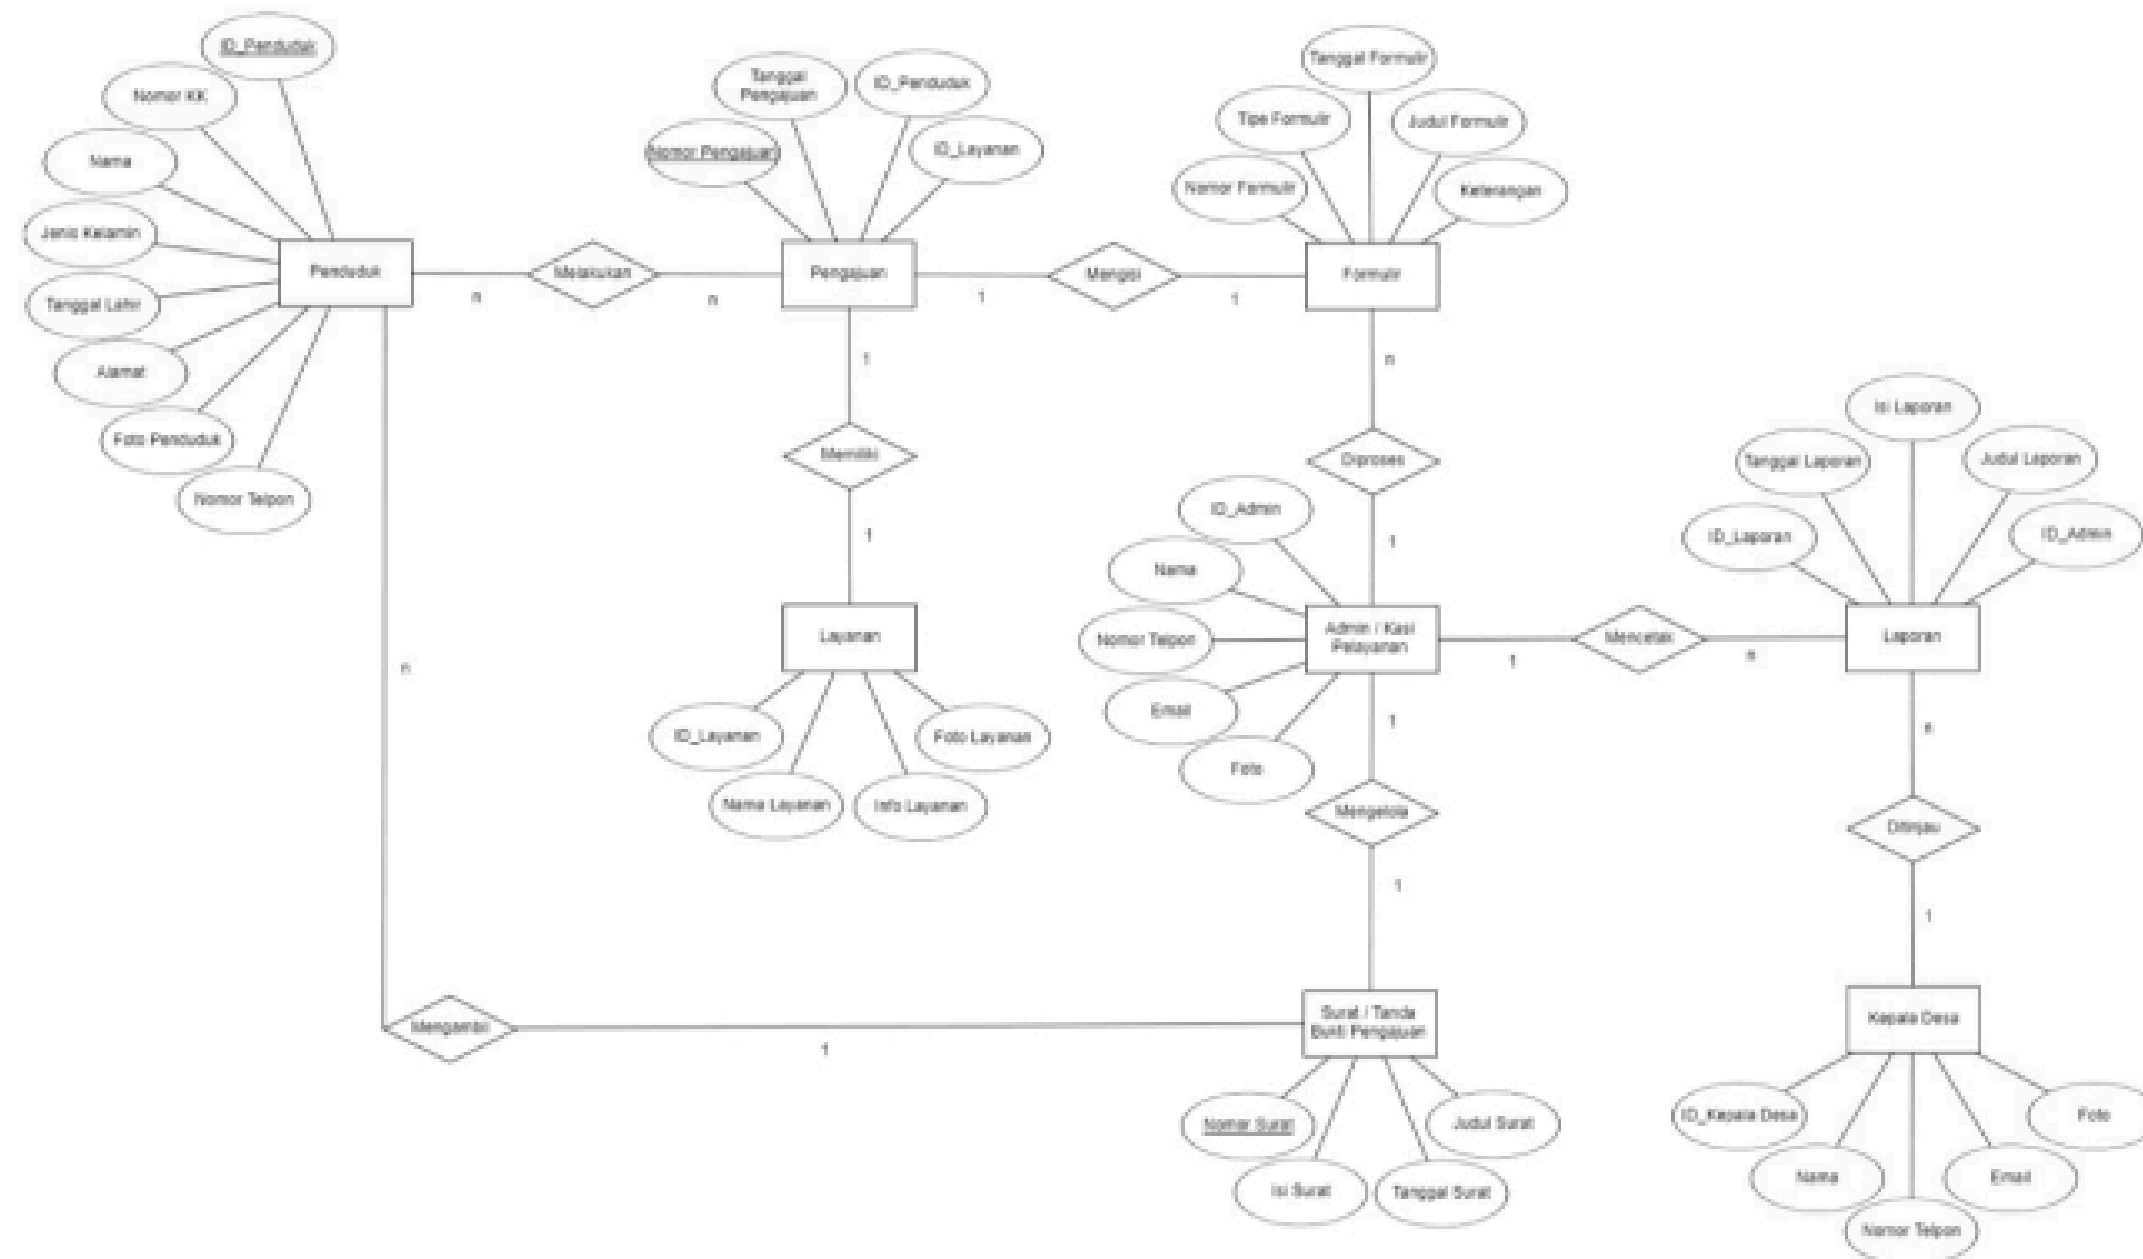 ID_Penduduk
Nomor KK
Nama
Jenis Kelamin
Tanggal Lahir
Alamat
Foto Penduduk
Nomor Telpon
Penduduk
n
Melakukan
n
Tanggal
Pengajuan
ID_Penduduk
Nomor Pengajuan
ID_Layanan
Pengajuan
1
Mengisi
1
Tanggal Formulir
Tipe Formulir
Judul Formulir
Nomor Formulir
Keterangan
Formulir
1
Memiliki
1
Layanan
ID_Layanan
Foto Layanan
Nama Layanan
Info Layanan
n
Diproses
1
ID_Admin
Nama
Nomor Telpon
Email
Foto
Admin / Kasi
Pelayanan
1
Mencetak
n
Isi Laporan
Tanggal Laporan
Judul Laporan
ID_Laporan
ID_Admin
Laporan
1
Mengelola
1
n
Ditinjau
1
n
Mengambil
1
Surat / Tanda
Bukti Pengajuan
Nomor Surat
Judul Surat
Isi Surat
Tanggal Surat
Kepala Desa
ID_Kepala Desa
Foto
Nama
Email
Nomor Telpon